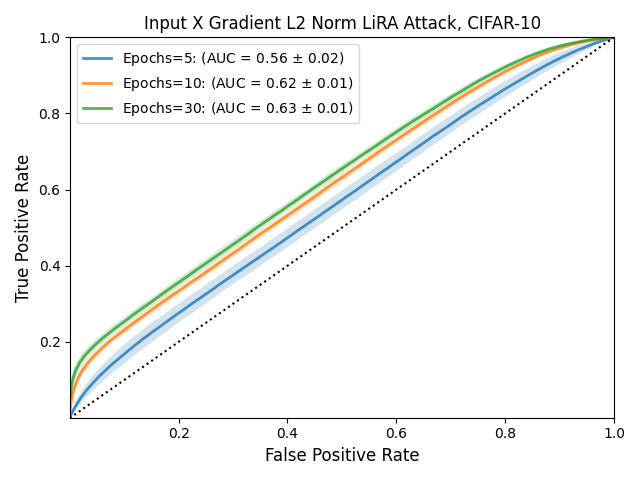 Input X Gradient L2 Norm LiRA Attack, CIFAR-10
Epochs=5: (AUC = 0.56 ± 0.02)
Epochs=10: (AUC = 0.62 ± 0.01)
Epochs=30: (AUC = 0.63 ± 0.01)
True Positive Rate
1.0
0.8
0.6
0.4
0.2
0.2 0.4 0.6 0.8 1.0
False Positive Rate